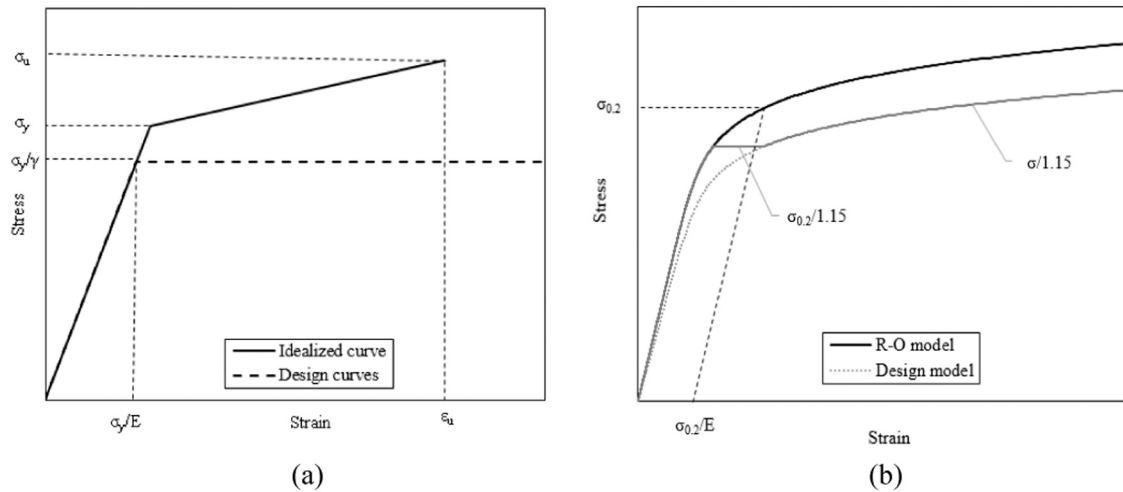 σu
σy
σy/γ
Stress
Idealized curve
Design curves
σy/E
Strain
εu
(a)
σ0.2
Stress
σ/1.15
σ0.2/1.15
R-O model
Design model
σ0.2/E
Strain
(b)